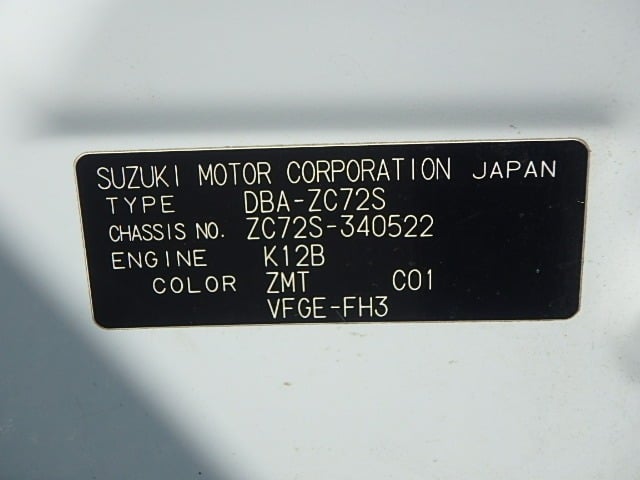 SUZUKI MOTOR CORPORATION JAPAN
TYPE DBA-ZC72S
CHASSIS NO. ZC72S-340522
ENGINE K12B
COLOR ZMT C01
VFGE-FH3